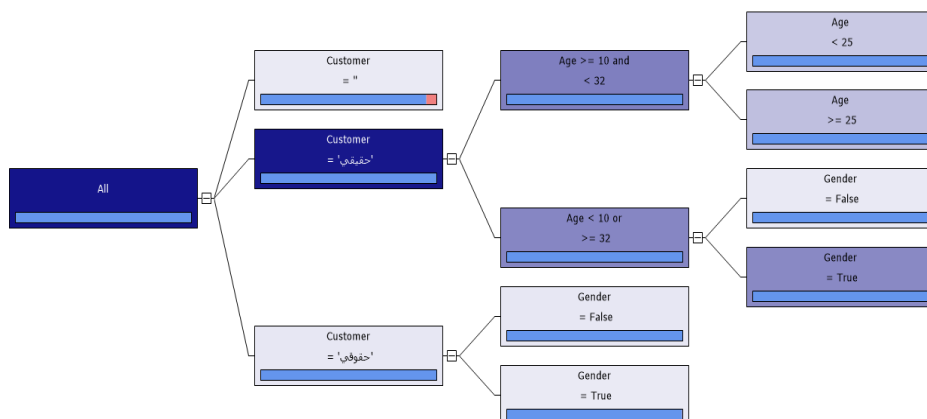 All
Customer
= ''
Customer
= 'حقيقي'
Customer
= 'حقوقي'
Age >= 10 and
< 32
Age < 10 or
>= 32
Gender
= False
Gender
= True
Age
< 25
Age
>= 25
Gender
= False
Gender
= True